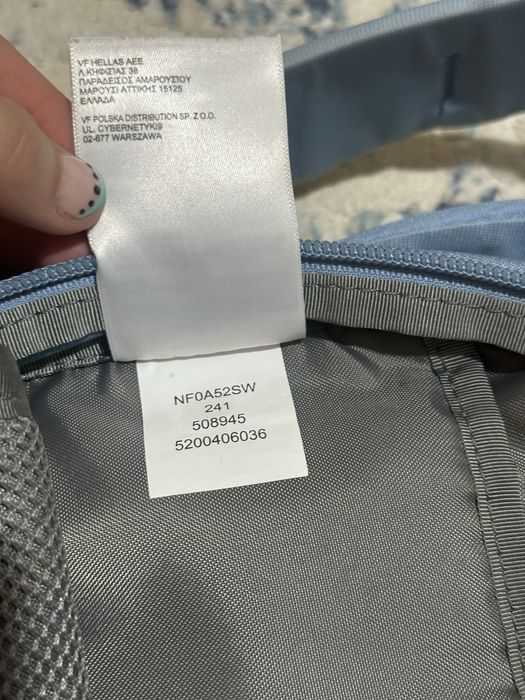 VF HELLAS AEE
Λ.ΚΗΦΙΣΙΑΣ 38
ΠΑΡΑΔΕΙΣΟΣ ΑΜΑΡΟΥΣΙΟΥ
ΜΑΡΟΥΣΙ ΑΤΤΙΚΗΣ 15125
ΕΛΛΑΔΑ
VF POLSKA DISTRIBUTION SP. Z O.O.
UL. CYBERNETYKI9
02-677 WARSZAWA
NF0A52SW
241
508945
5200406036